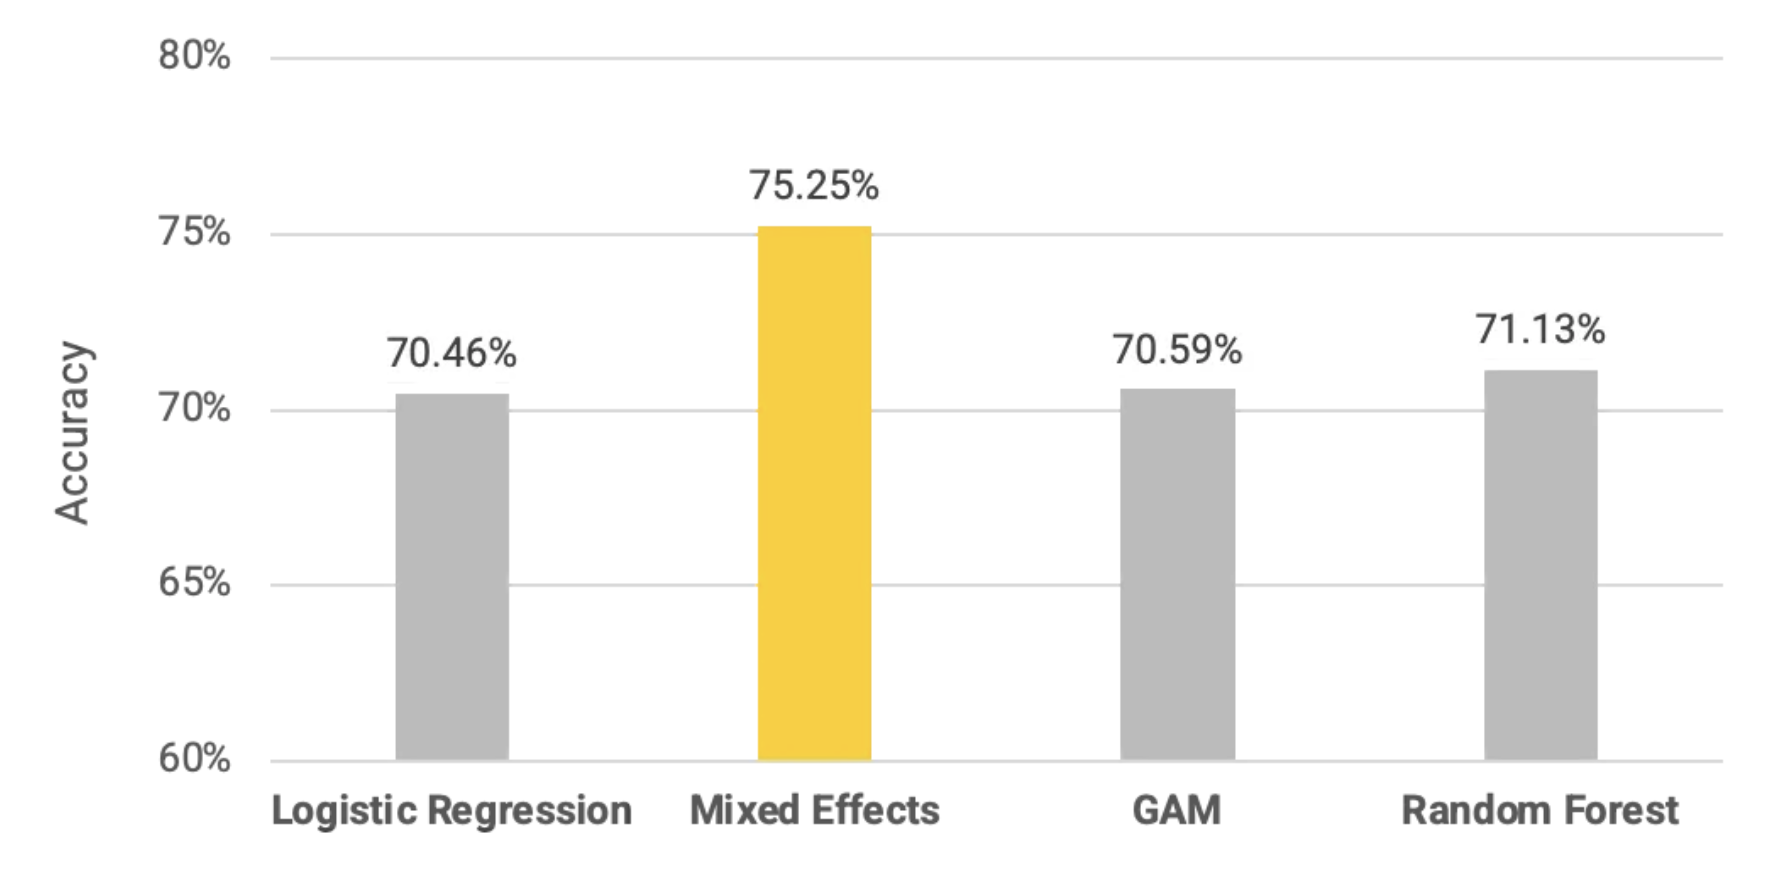 80%
75.25%
75%
71.13%
70.46%
70.59%
70%
Accuracy
65%
60%
Logistic Regression
Mixed Effects
GAM
Random Forest